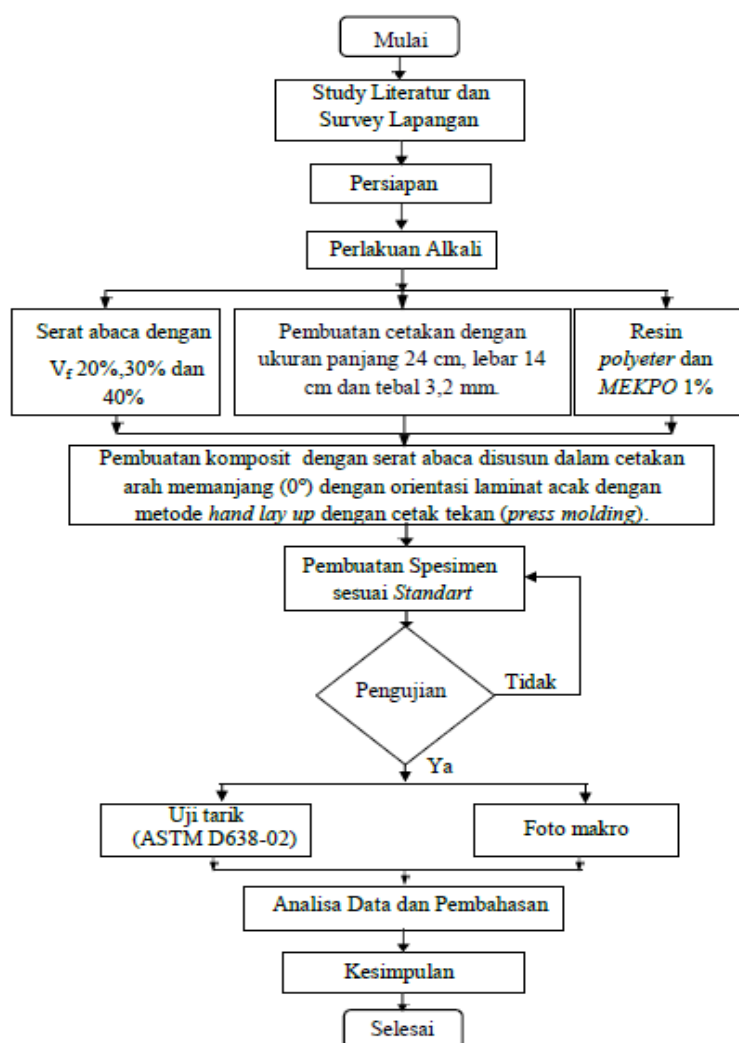 Mulai
Study Literatur dan
Survey Lapangan
Persiapan
Perlakuan Alkali
Serat abaca dengan
Vf 20%,30% dan
40%
Pembuatan cetakan dengan
ukuran panjang 24 cm, lebar 14
cm dan tebal 3,2 mm.
Resin
polyeter dan
MEKPO 1%
Pembuatan komposit dengan serat abaca disusun dalam cetakan
arah memanjang (0°) dengan orientasi laminat acak dengan
metode hand lay up dengan cetak tekan (press molding).
Pembuatan Spesimen
sesuai Standart
Pengujian
Tidak
Ya
Uji tarik
(ASTM D638-02)
Foto makro
Analisa Data dan Pembahasan
Kesimpulan
Selesai